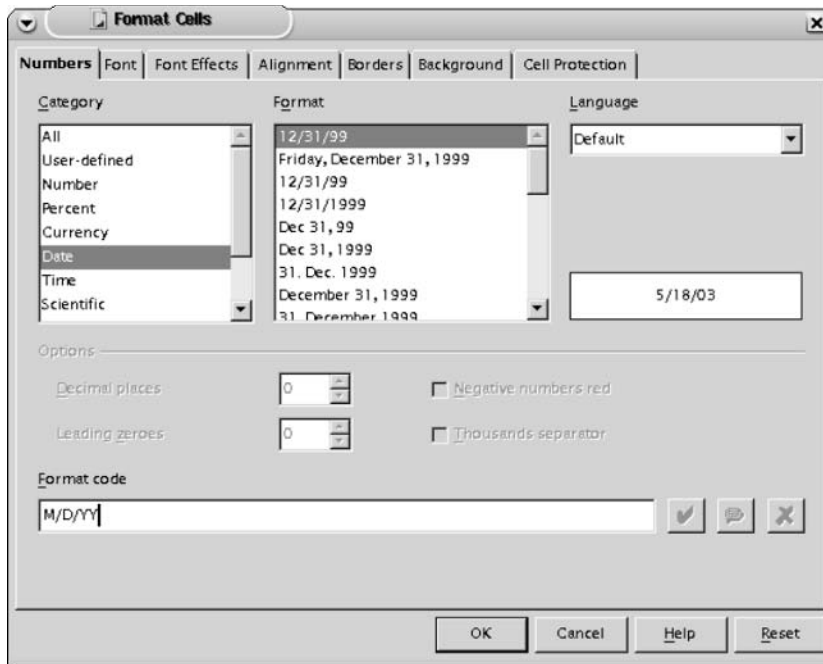 Format Cells
Numbers Font Font Effects Alignment Borders Background Cell Protection
Category
All
User-defined
Number
Percent
Currency
Date
Time
Scientific
Format
12/31/99
Friday, December 31, 1999
12/31/99
12/31/1999
Dec 31, 99
Dec 31, 1999
31. Dec. 1999
December 31, 1999
31. December 1999
Language
Default
5/18/03
Options
Decimal places 0 Negative numbers red
Leading zeroes 0 Thousands separator
Format code
M/D/YY
OK Cancel Help Reset